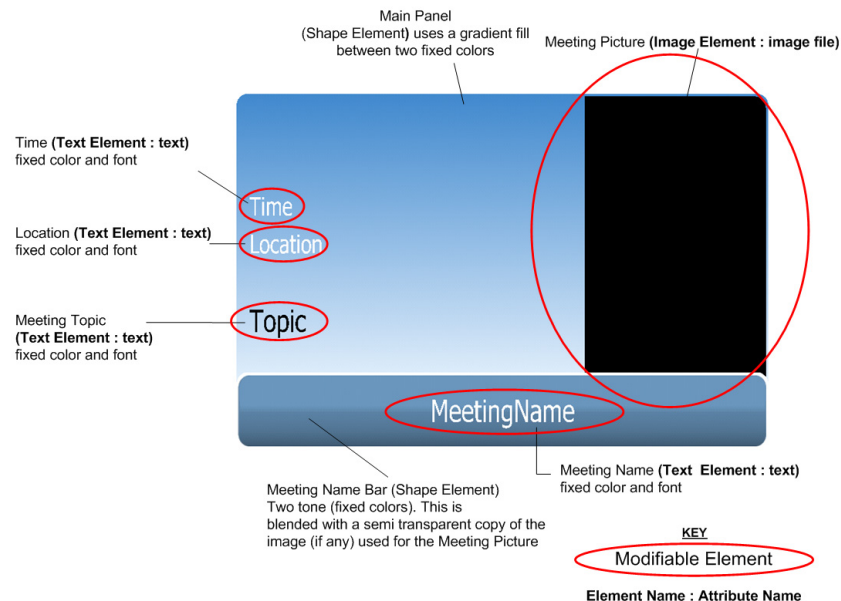 Main Panel
(Shape Element) uses a gradient fill
between two fixed colors
Meeting Picture (Image Element : image file)
Time (Text Element : text)
fixed color and font
Time
Location (Text Element : text)
fixed color and font
Location
Meeting Topic
(Text Element : text)
fixed color and font
Topic
MeetingName
Meeting Name (Text Element : text)
fixed color and font
Meeting Name Bar (Shape Element)
Two tone (fixed colors). This is
blended with a semi transparent copy of the
image (if any) used for the Meeting Picture
KEY
Modifiable Element
Element Name : Attribute Name